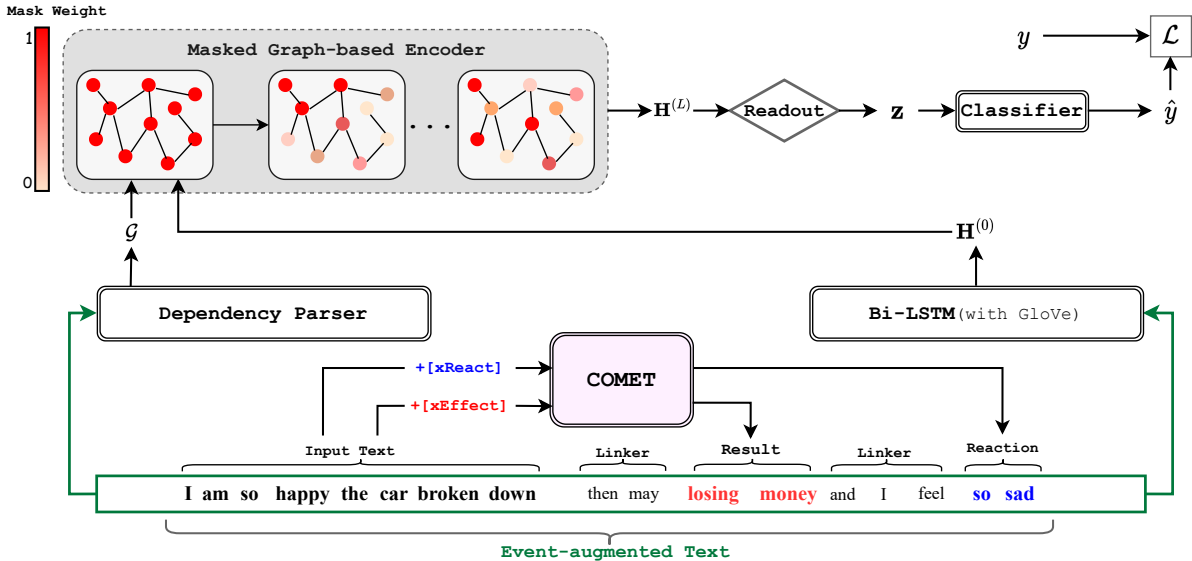 Mask Weight
1
0
Masked Graph-based Encoder
. . .
H^(L)
Readout
z
Classifier
ŷ
y
ℒ
𝒢
H^(0)
Dependency Parser
Bi-LSTM(with GloVe)
+[xReact]
+[xEffect]
COMET
Input Text
Linker
Result
Linker
Reaction
I am so happy the car broken down then may losing money and I feel so sad
Event-augmented Text